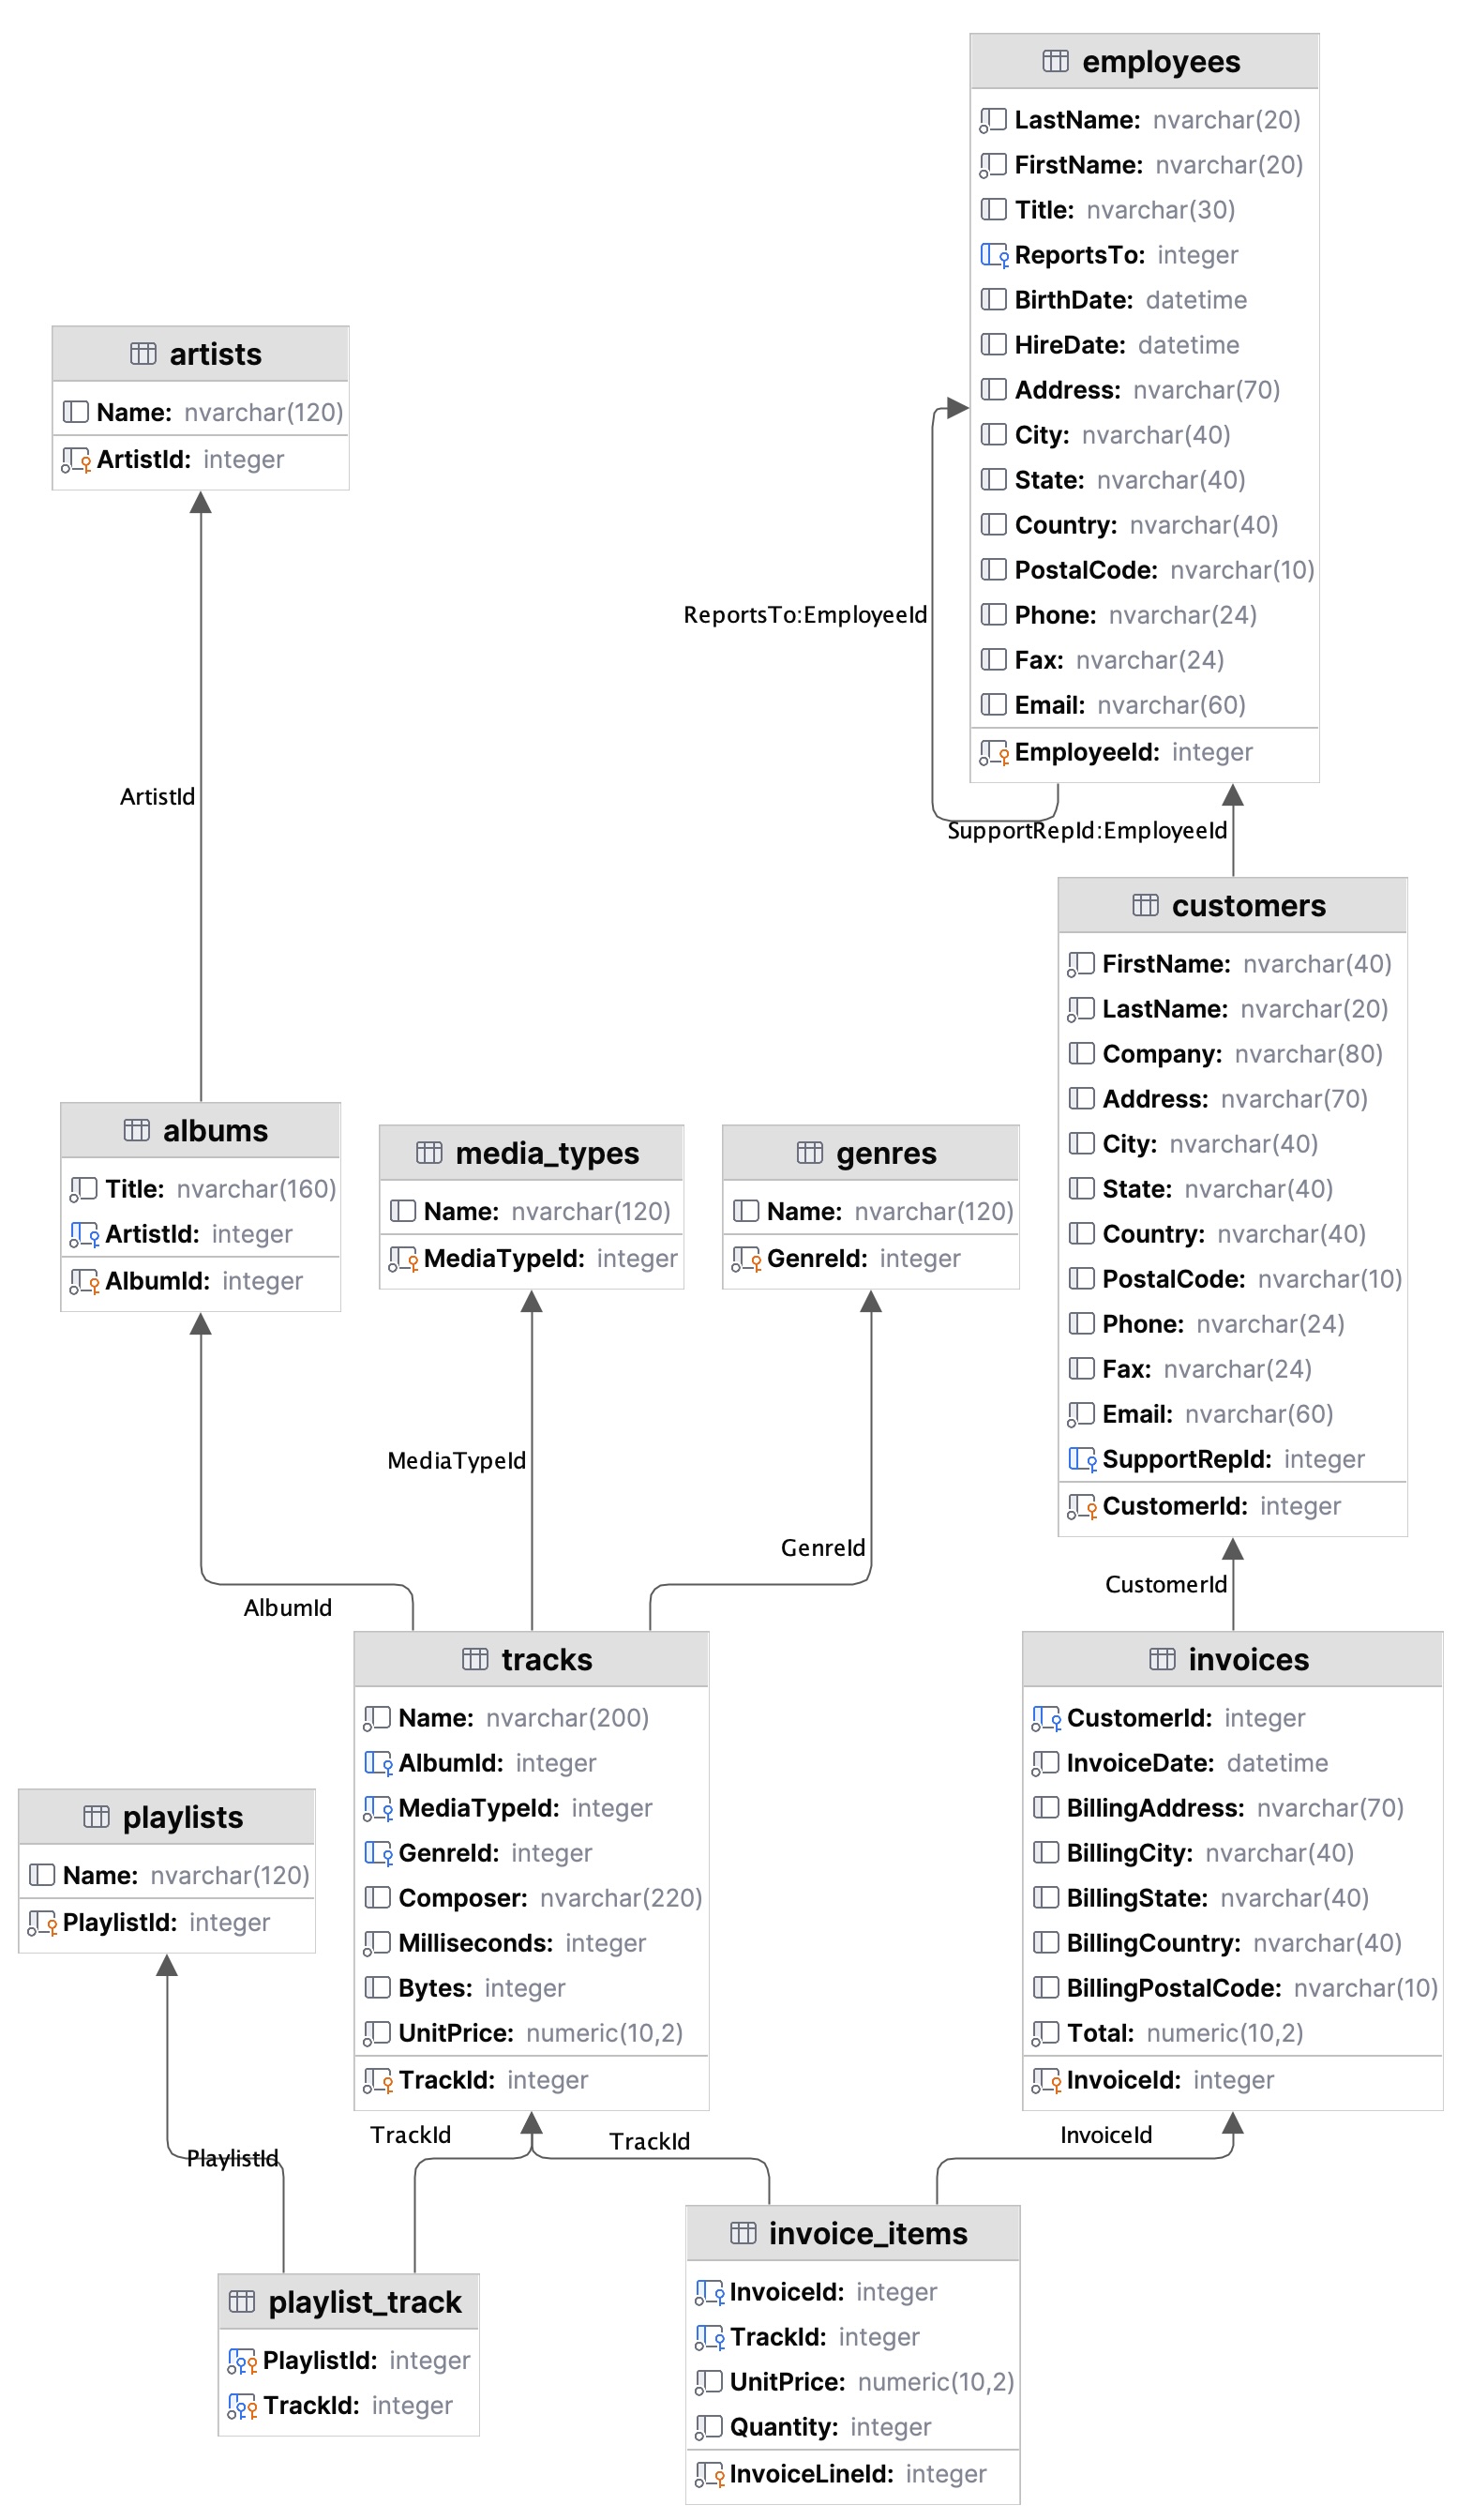 employees
LastName: nvarchar(20)
FirstName: nvarchar(20)
Title: nvarchar(30)
ReportsTo: integer
BirthDate: datetime
HireDate: datetime
Address: nvarchar(70)
City: nvarchar(40)
State: nvarchar(40)
Country: nvarchar(40)
PostalCode: nvarchar(10)
Phone: nvarchar(24)
Fax: nvarchar(24)
Email: nvarchar(60)
EmployeeId: integer
artists
Name: nvarchar(120)
ArtistId: integer
ReportsTo:EmployeeId
ArtistId
SupportRepId:EmployeeId
customers
FirstName: nvarchar(40)
LastName: nvarchar(20)
Company: nvarchar(80)
Address: nvarchar(70)
City: nvarchar(40)
State: nvarchar(40)
Country: nvarchar(40)
PostalCode: nvarchar(10)
Phone: nvarchar(24)
Fax: nvarchar(24)
Email: nvarchar(60)
SupportRepId: integer
CustomerId: integer
albums
Title: nvarchar(160)
ArtistId: integer
AlbumId: integer
media_types
Name: nvarchar(120)
MediaTypeId: integer
genres
Name: nvarchar(120)
GenreId: integer
MediaTypeId
GenreId
CustomerId
AlbumId
tracks
Name: nvarchar(200)
AlbumId: integer
MediaTypeId: integer
GenreId: integer
Composer: nvarchar(220)
Milliseconds: integer
Bytes: integer
UnitPrice: numeric(10,2)
TrackId: integer
invoices
CustomerId: integer
InvoiceDate: datetime
BillingAddress: nvarchar(70)
BillingCity: nvarchar(40)
BillingState: nvarchar(40)
BillingCountry: nvarchar(40)
BillingPostalCode: nvarchar(10)
Total: numeric(10,2)
InvoiceId: integer
playlists
Name: nvarchar(120)
PlaylistId: integer
TrackId
TrackId
InvoiceId
PlaylistId
playlist_track
PlaylistId: integer
TrackId: integer
invoice_items
InvoiceId: integer
TrackId: integer
UnitPrice: numeric(10,2)
Quantity: integer
InvoiceLineId: integer